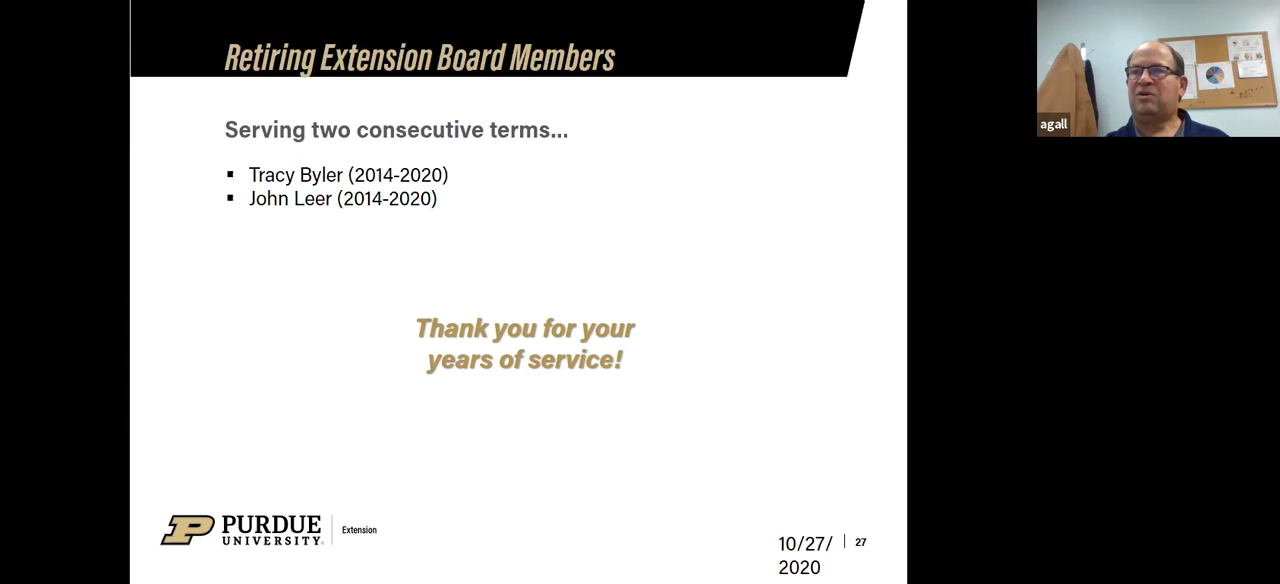 Retiring Extension Board Members
agall
Serving two consecutive terms...
▪ Tracy Byler (2014-2020)
▪ John Leer (2014-2020)
Thank you for your
years of service!
PURDUE
UNIVERSITY®
Extension
10/27/
2020
27